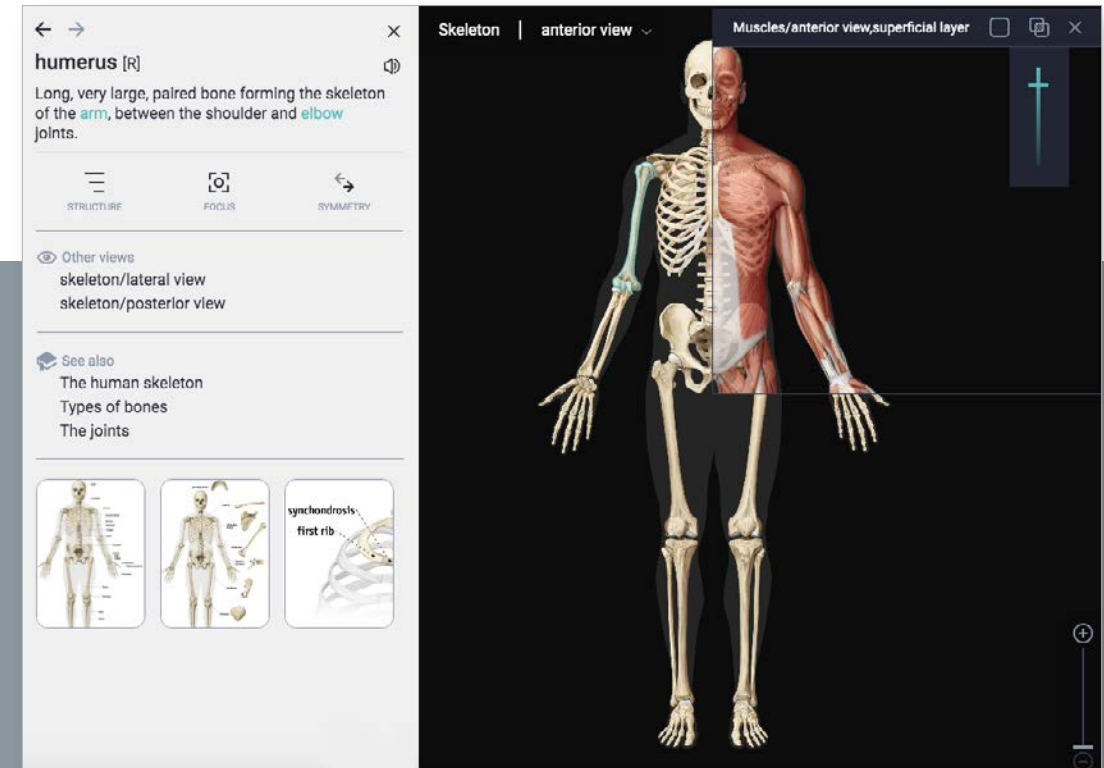 humerus [R]
Long, very large, paired bone forming the skeleton
of the arm, between the shoulder and elbow
joints.
STRUCTURE
FOCUS
SYMMETRY
Other views
skeleton/lateral view
skeleton/posterior view
See also
The human skeleton
Types of bones
The joints
synchondrosis
first rib
Skeleton | anterior view
Muscles/anterior view,superficial layer